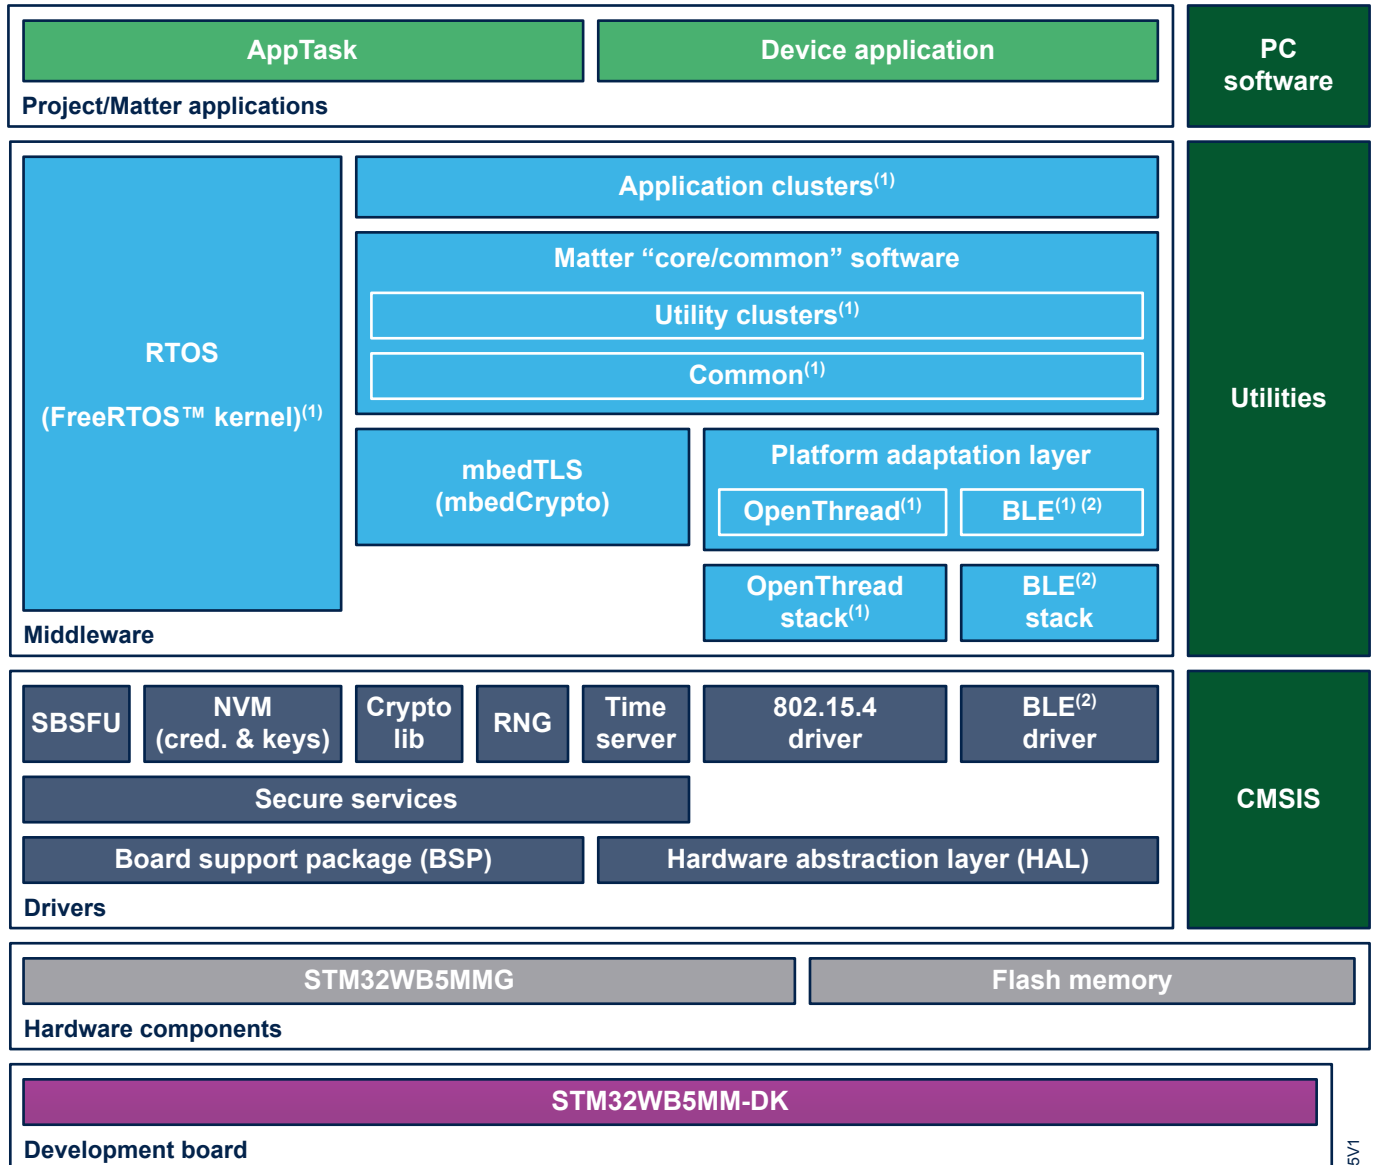 AppTask
Device application
Project/Matter applications
PC
software
RTOS
(FreeRTOS™ kernel)(1)
Application clusters(1)
Matter “core/common” software
Utility clusters(1)
Common(1)
mbedTLS
(mbedCrypto)
Platform adaptation layer
OpenThread(1)
BLE(1) (2)
OpenThread
stack(1)
BLE(2)
stack
Middleware
Utilities
SBSFU
NVM
(cred. & keys)
Crypto
lib
RNG
Time
server
802.15.4
driver
BLE(2)
driver
Secure services
Board support package (BSP)
Hardware abstraction layer (HAL)
Drivers
CMSIS
STM32WB5MMG
Flash memory
Hardware components
STM32WB5MM-DK
Development board
5V1